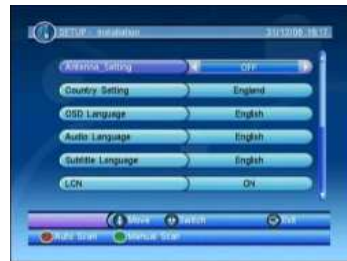 SETUP - Installation 31/12/06 16:17
Antenna Setting OFF
Country Setting England
OSD Language English
Audio Language English
Subtitle Language English
LCN ON
Move Switch Exit
Auto Scan Manual Scan